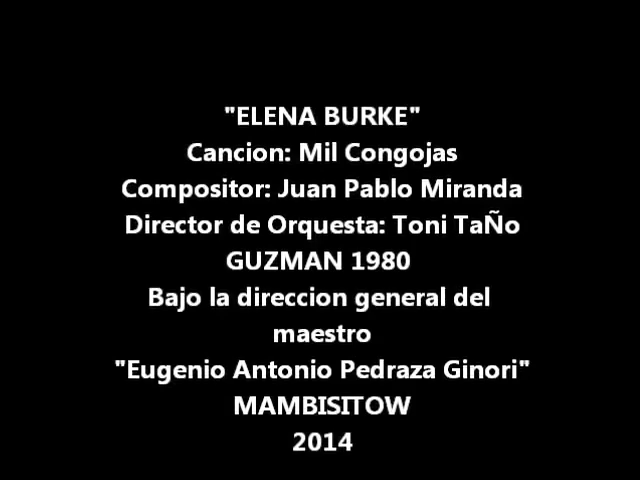 "ELENA BURKE"
Cancion: Mil Congojas
Compositor: Juan Pablo Miranda
Director de Orquesta: Toni TaÑo
GUZMAN 1980
Bajo la direccion general del
maestro
"Eugenio Antonio Pedraza Ginori"
MAMBISITOW
2014